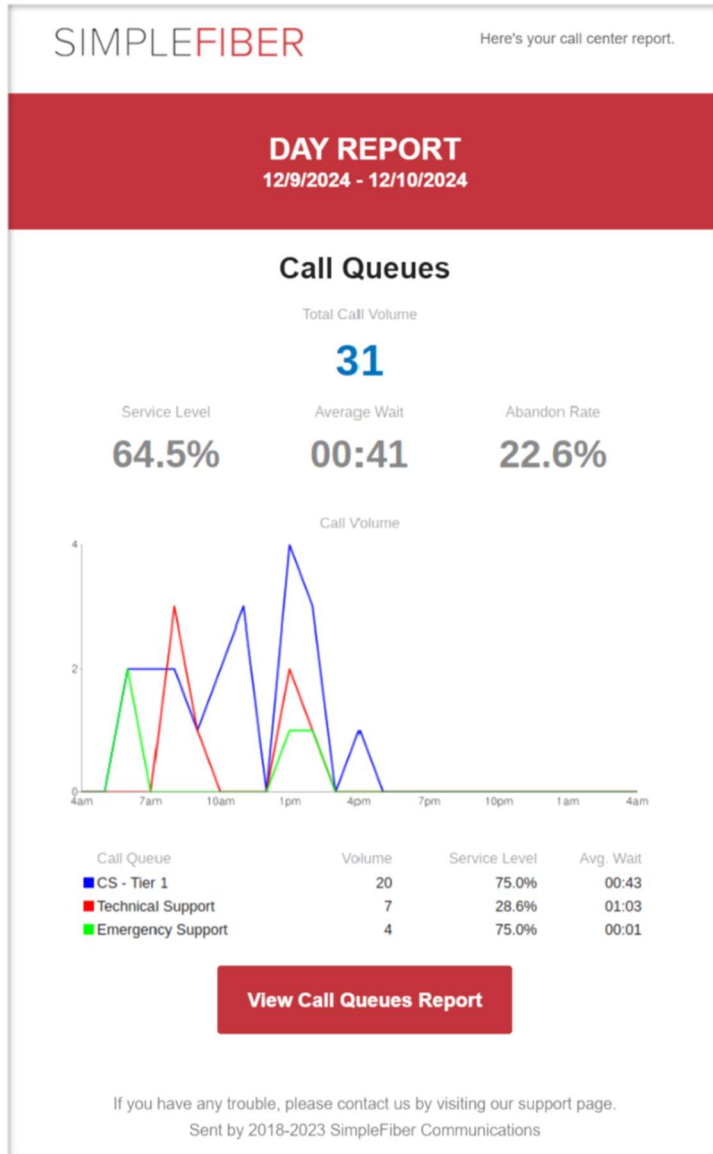 SIMPLEFIBER
Here's your call center report.
DAY REPORT
12/9/2024 - 12/10/2024
Call Queues
Total Call Volume
31
Service Level Average Wait Abandon Rate
64.5% 00:41 22.6%
Call Volume
4
2
0
4am 7am 10am 1pm 4pm 7pm 10pm 1am 4am
Call Queue Volume Service Level Avg. Wait
CS - Tier 1 20 75.0% 00:43
Technical Support 7 28.6% 01:03
Emergency Support 4 75.0% 00:01
View Call Queues Report
If you have any trouble, please contact us by visiting our support page.
Sent by 2018-2023 SimpleFiber Communications